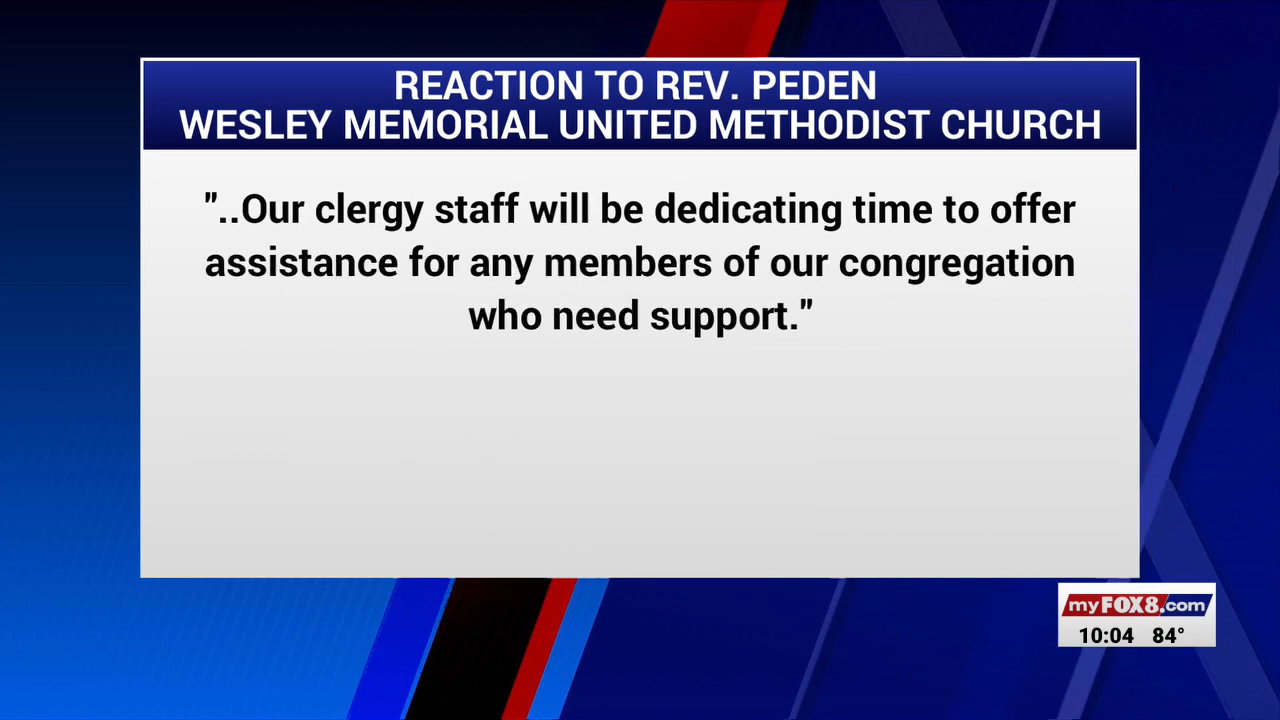 REACTION TO REV. PEDEN
WESLEY MEMORIAL UNITED METHODIST CHURCH
"..Our clergy staff will be dedicating time to offer
assistance for any members of our congregation
who need support."
myFOX8.com
10:04 84°